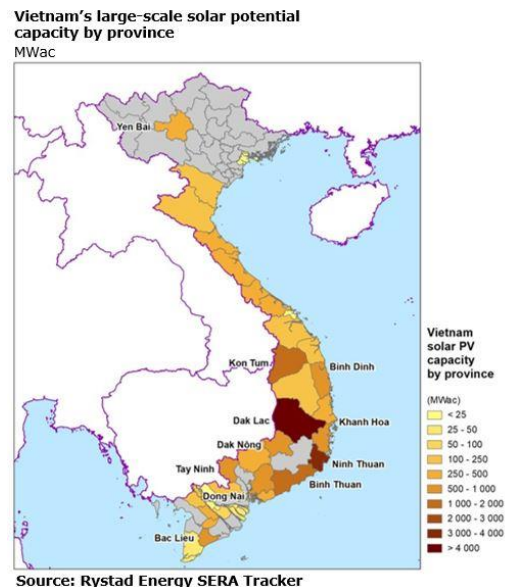 Vietnam's large-scale solar potential
capacity by province
MWac
Yen Bai
Kon Tum
Binh Dinh
Dak Lac
Khanh Hoa
Dak Nông
Tay Ninh
Ninh Thuan
Binh Thuan
Dong Nai
Bac Lieu
Vietnam
solar PV
capacity
by province
(MWac)
< 25
25 - 50
50 - 100
100 - 250
250 - 500
500 - 1 000
1 000 - 2 000
2 000 - 3 000
3 000 - 4 000
> 4 000
Source: Rystad Energy SERA Tracker